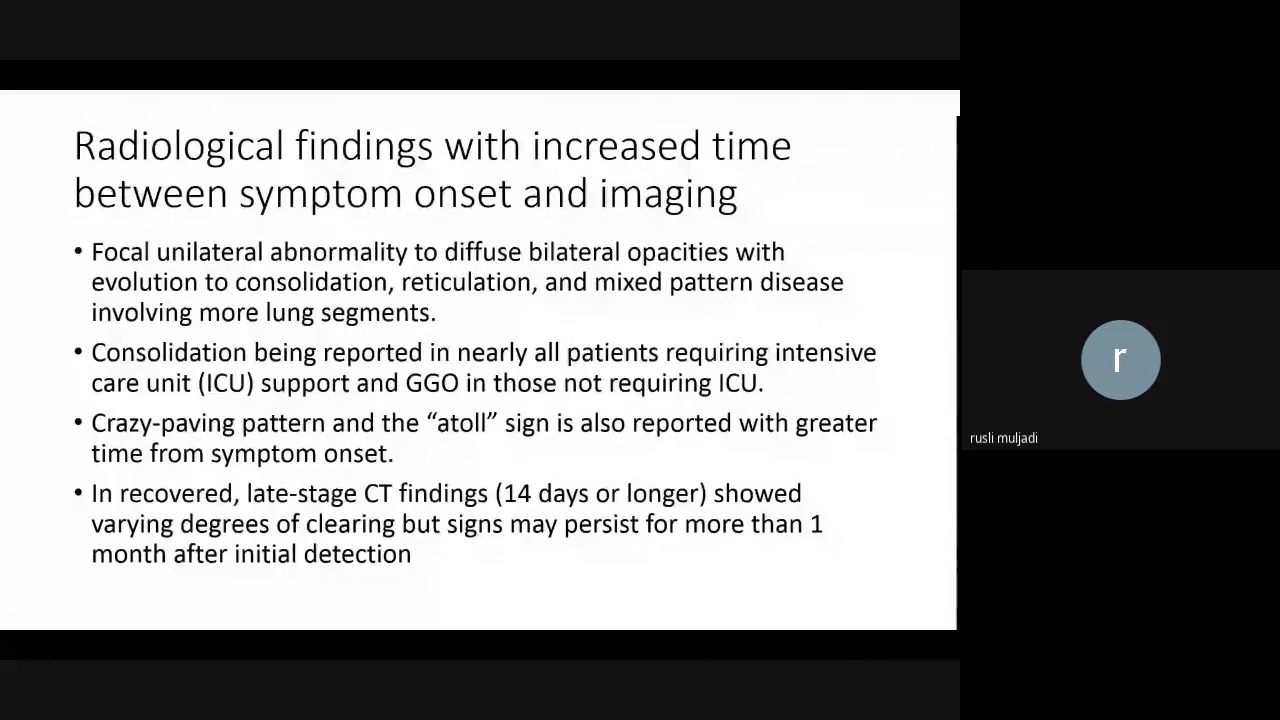 Radiological findings with increased time
between symptom onset and imaging
• Focal unilateral abnormality to diffuse bilateral opacities with
evolution to consolidation, reticulation, and mixed pattern disease
involving more lung segments.
• Consolidation being reported in nearly all patients requiring intensive
care unit (ICU) support and GGO in those not requiring ICU.
• Crazy-paving pattern and the “atoll” sign is also reported with greater
time from symptom onset.
• In recovered, late-stage CT findings (14 days or longer) showed
varying degrees of clearing but signs may persist for more than 1
month after initial detection
r
rusli muljadi